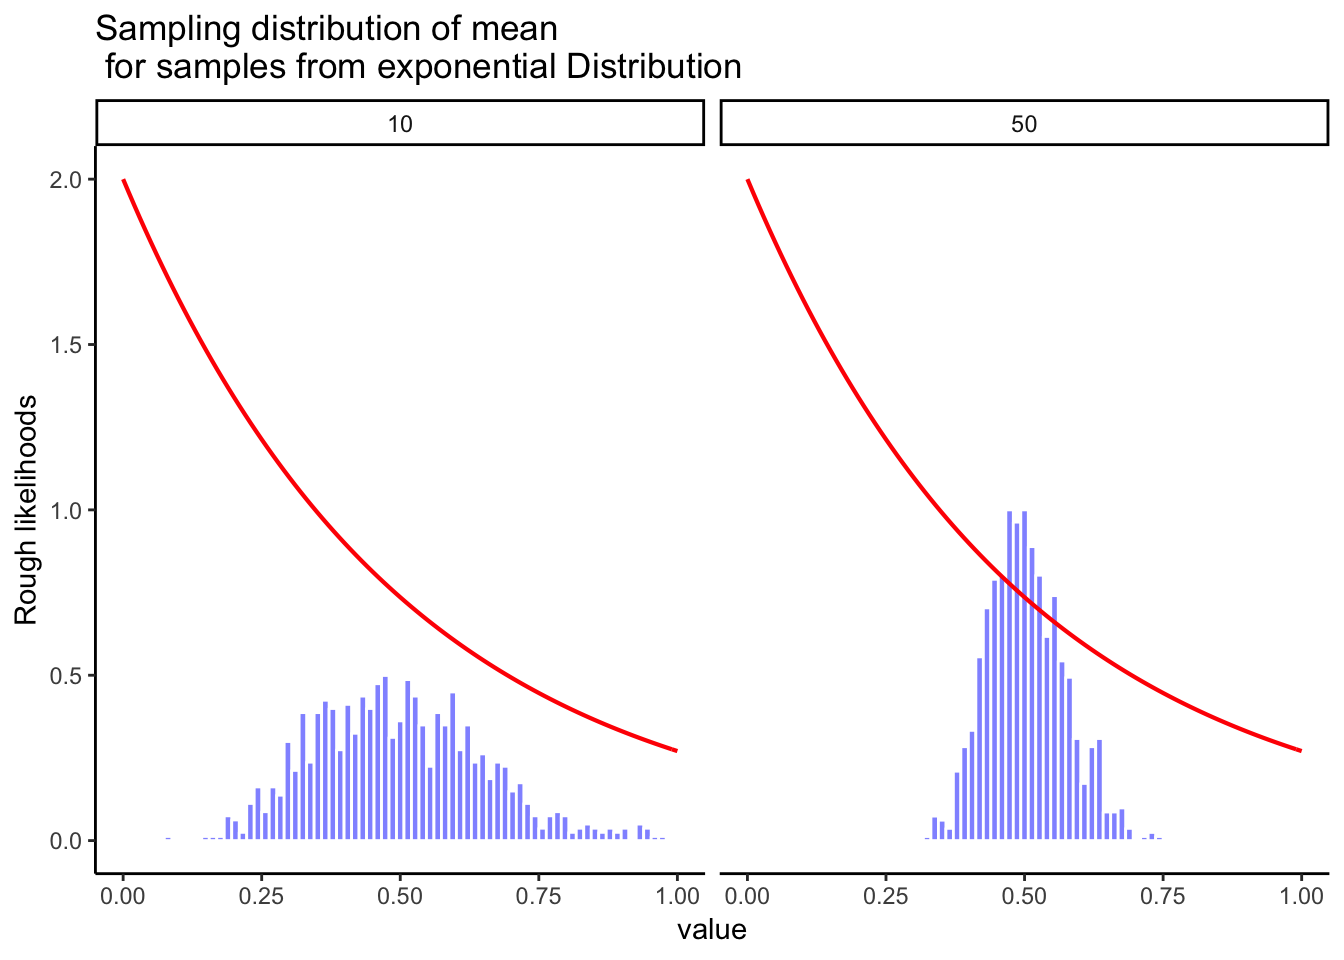 Sampling distribution of mean
for samples from exponential Distribution
10
50
Rough likelihoods
2.0
1.5
1.0
0.5
0.0
0.00 0.25 0.50 0.75 1.00
0.00 0.25 0.50 0.75 1.00
value